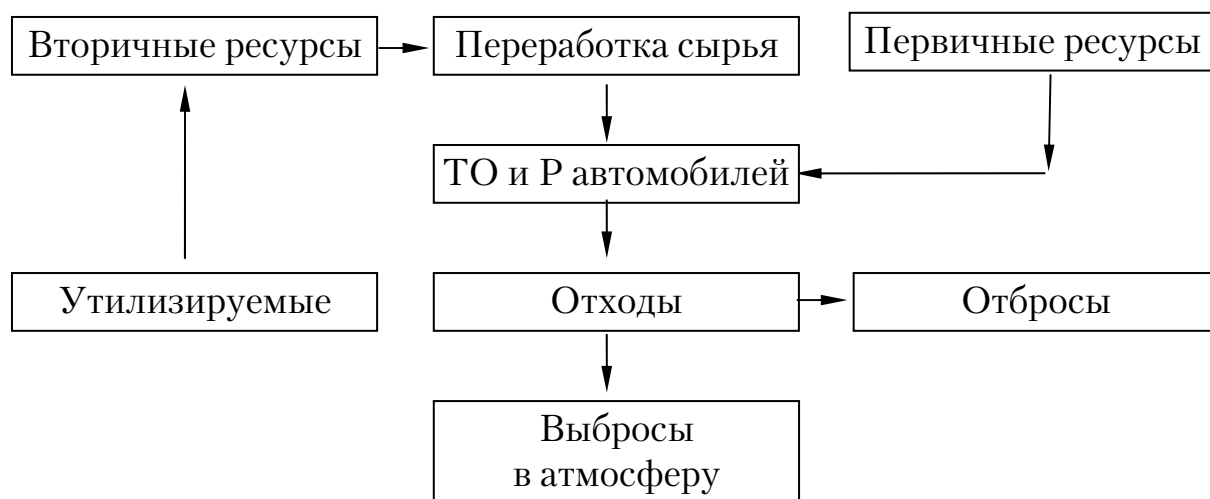 Вторичные ресурсы
Переработка сырья
Первичные ресурсы
ТО и Р автомобилей
Утилизируемые
Отходы
Отбросы
Выбросы
в атмосферу